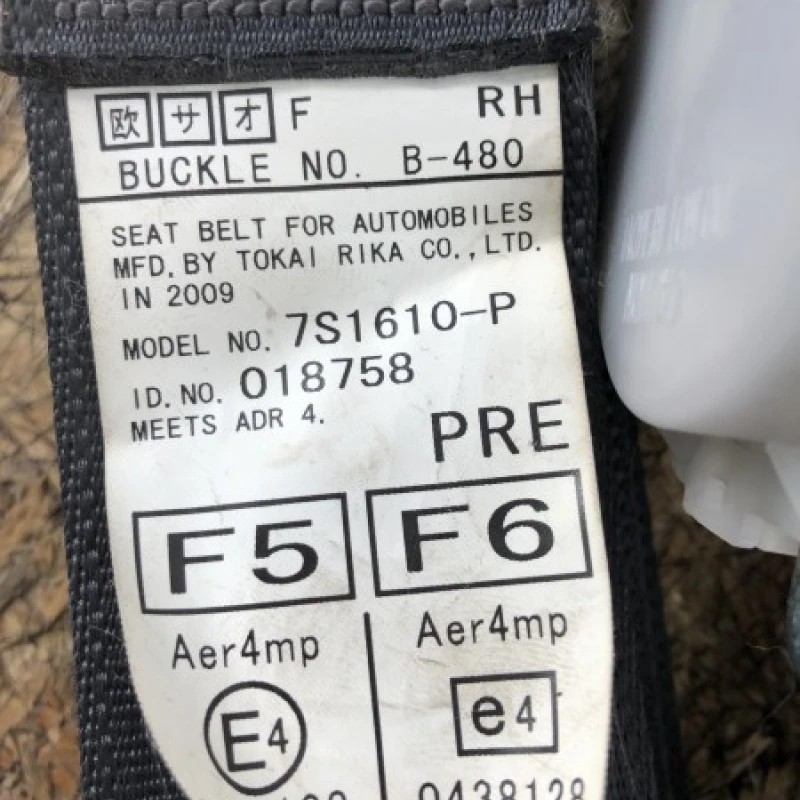 欧 サ オ F RH
BUCKLE NO. B-480
SEAT BELT FOR AUTOMOBILES
MFD. BY TOKAI RIKA CO., LTD.
IN 2009
MODEL NO. 7S1610-P
ID. NO. 018758
MEETS ADR 4.
PRE
F5 F6
Aer4mp Aer4mp
E4 e4
0438128